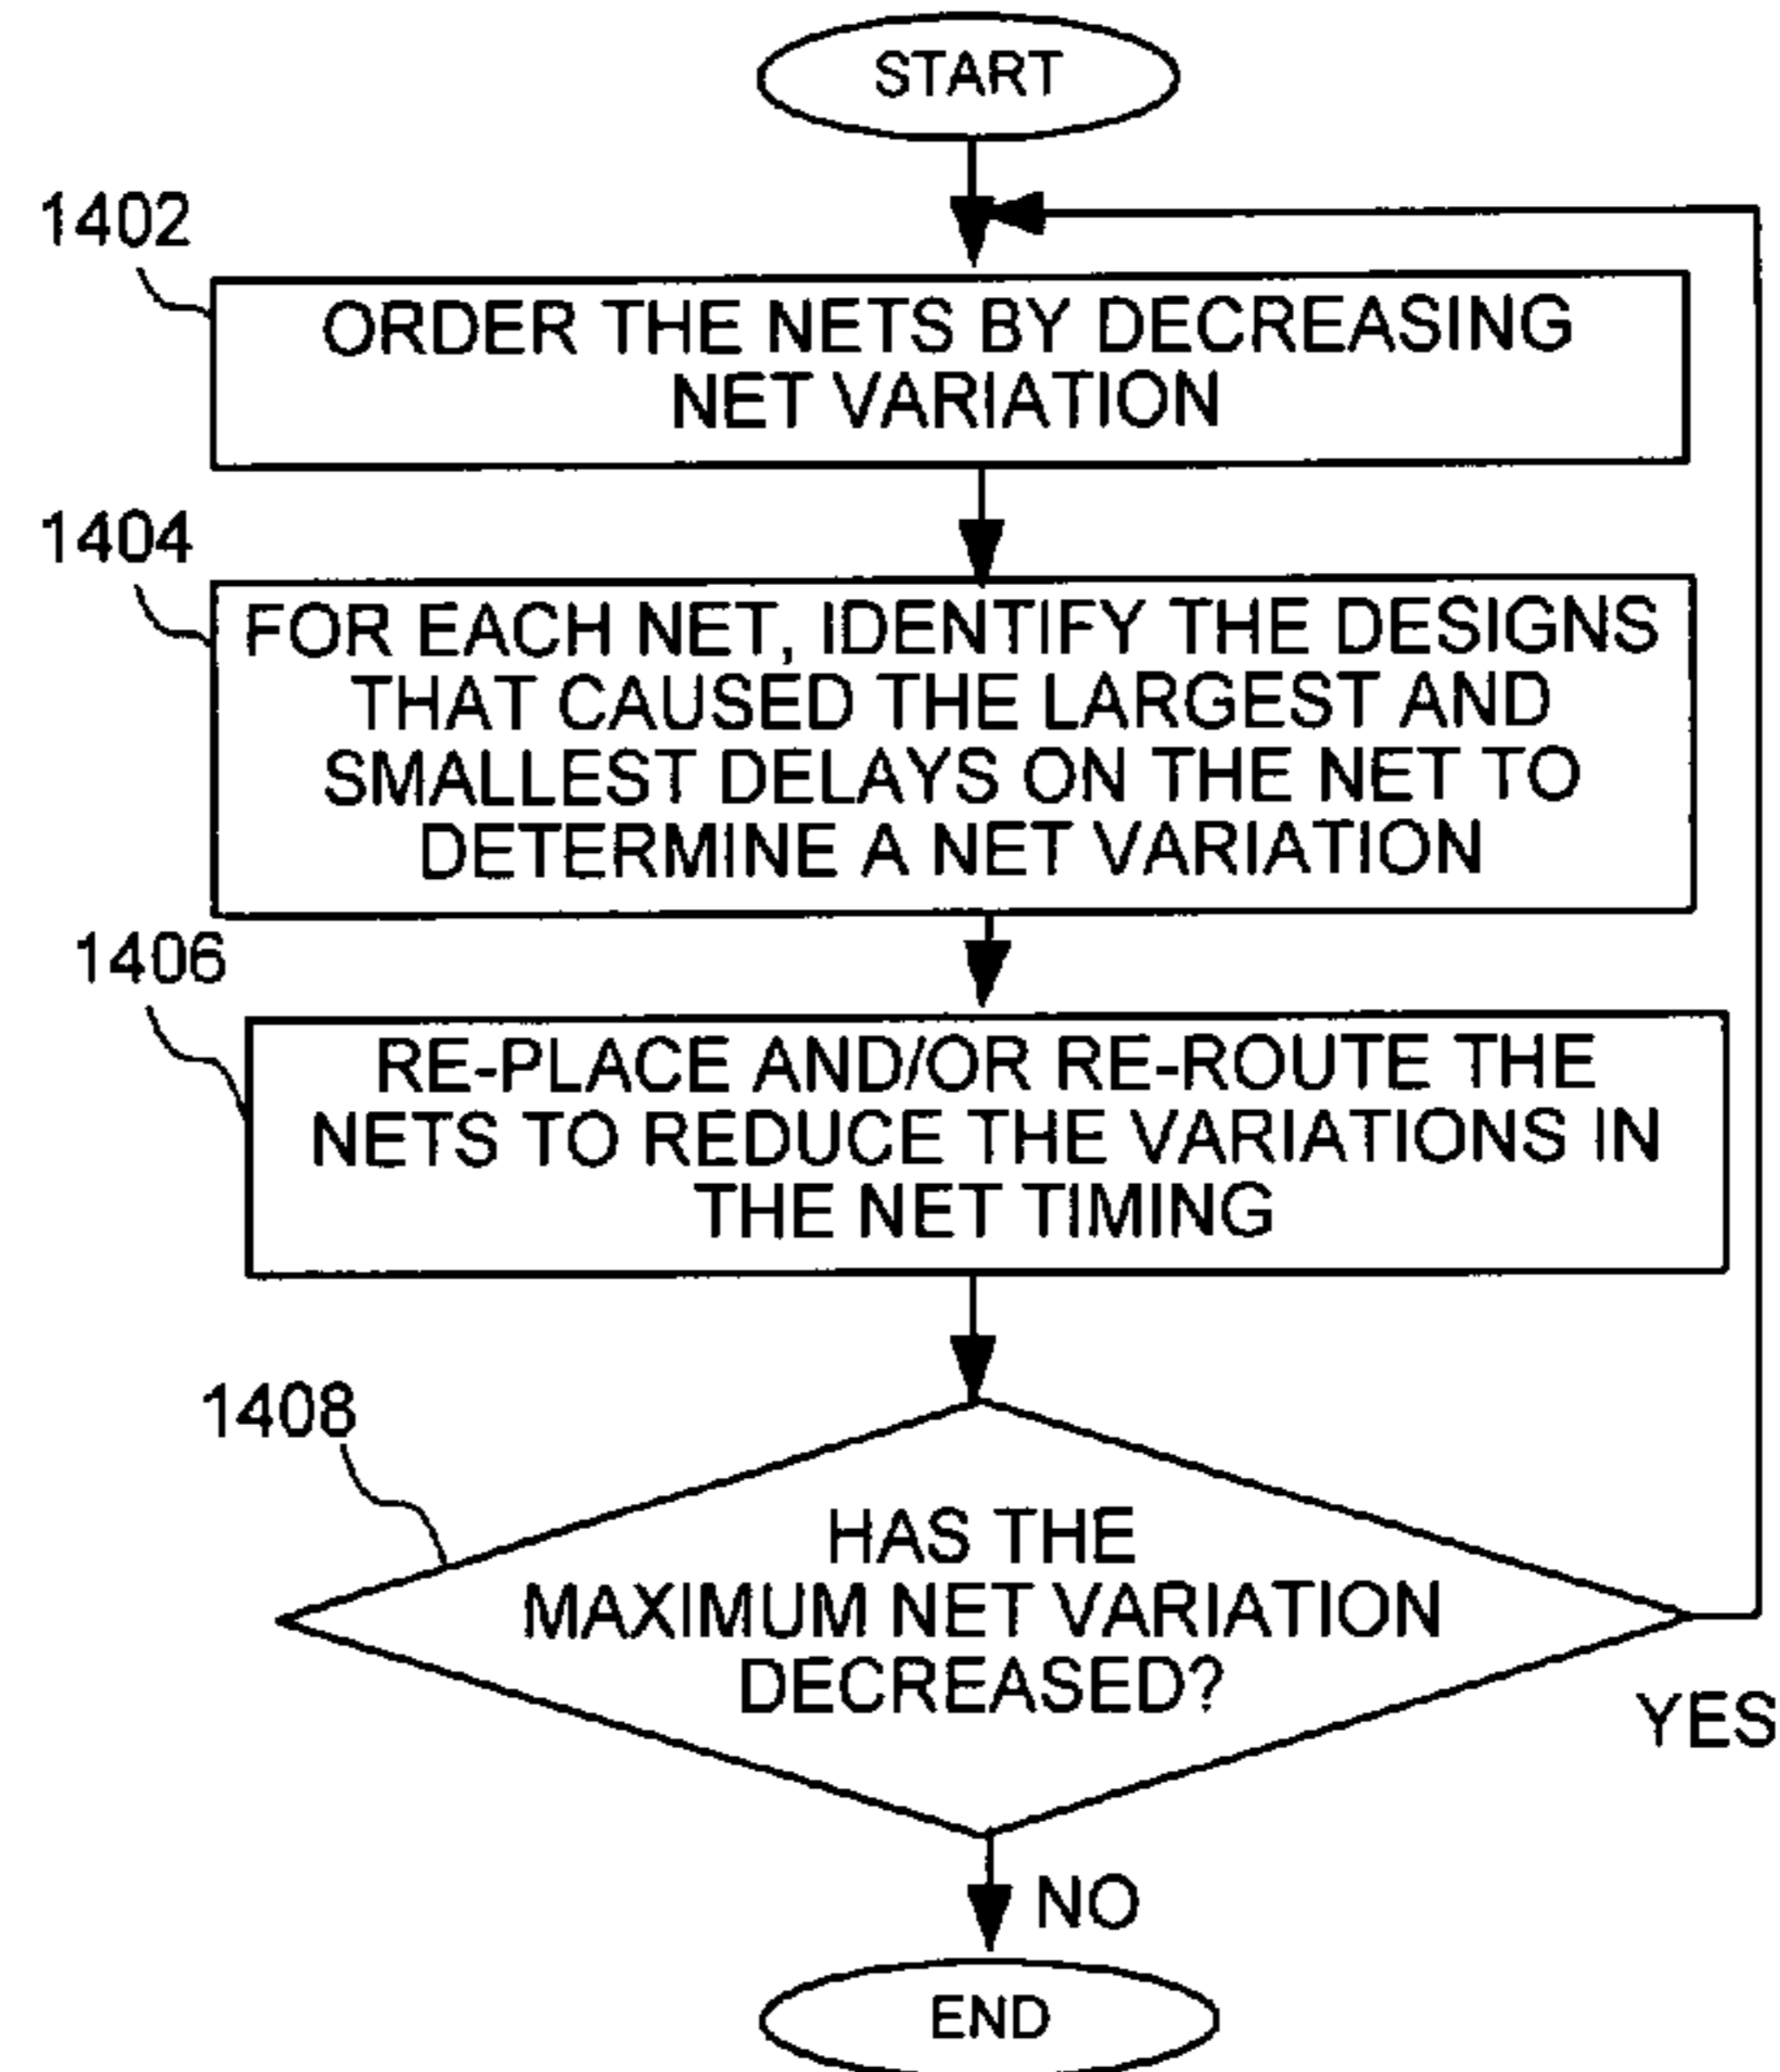 START
1402
ORDER THE NETS BY DECREASING
NET VARIATION
1404
FOR EACH NET, IDENTIFY THE DESIGNS
THAT CAUSED THE LARGEST AND
SMALLEST DELAYS ON THE NET TO
DETERMINE A NET VARIATION
1406
RE-PLACE AND/OR RE-ROUTE THE
NETS TO REDUCE THE VARIATIONS IN
THE NET TIMING
1408
HAS THE
MAXIMUM NET VARIATION
DECREASED?
YES
NO
END